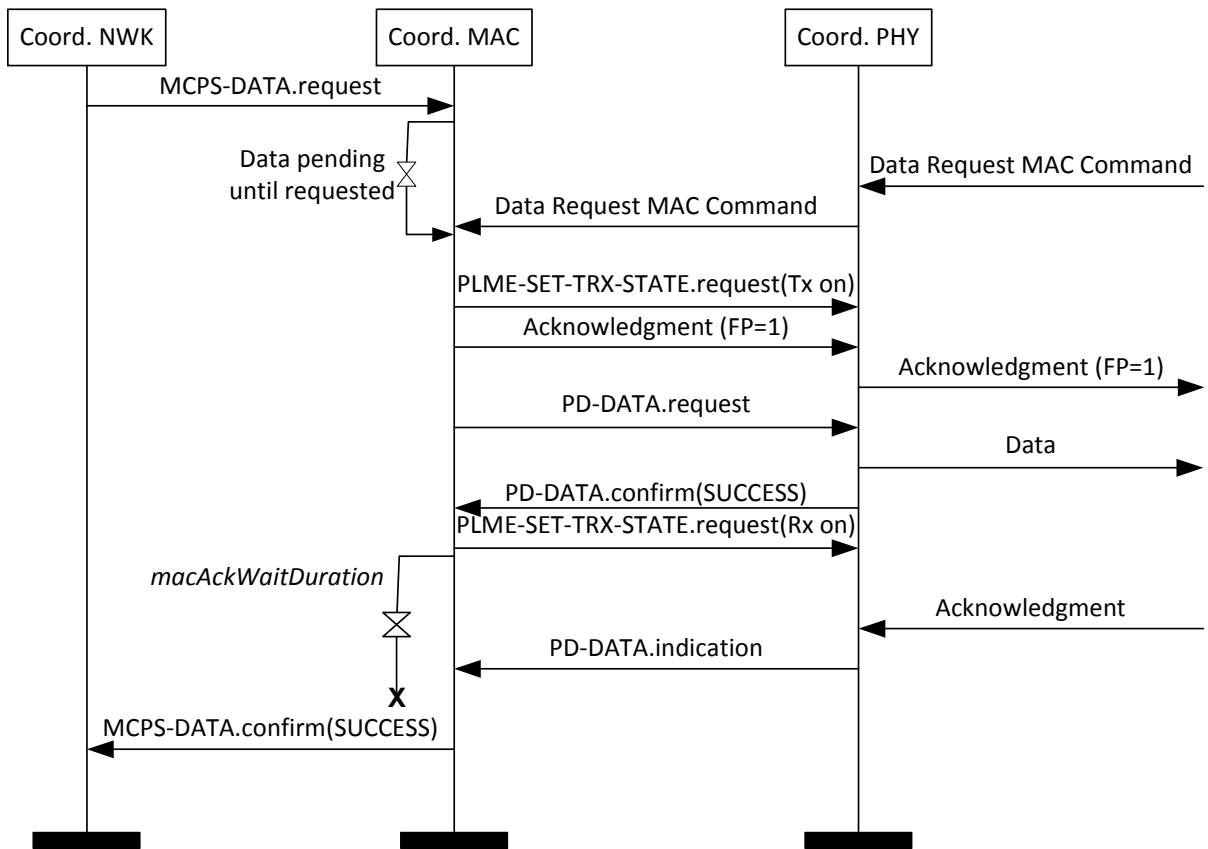 Coord. NWK
Coord. MAC
Coord. PHY
MCPS-DATA.request
Data pending
until requested
Data Request MAC Command
Data Request MAC Command
PLME-SET-TRX-STATE.request(Tx on)
Acknowledgment (FP=1)
Acknowledgment (FP=1)
PD-DATA.request
Data
PD-DATA.confirm(SUCCESS)
PLME-SET-TRX-STATE.request(Rx on)
macAckWaitDuration
Acknowledgment
PD-DATA.indication
X
MCPS-DATA.confirm(SUCCESS)